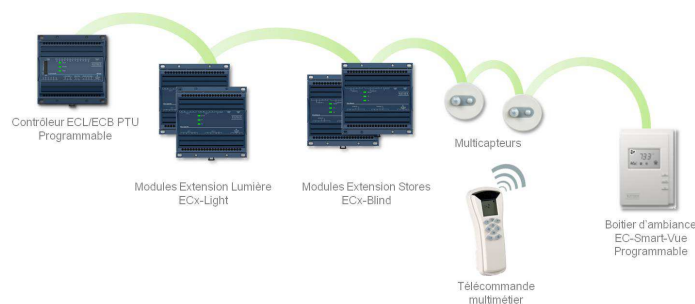 Contrôleur ECL/ECB PTU
Programmable
Modules Extension Lumière
ECx-Light
Modules Extension Stores
ECx-Blind
Multicapteurs
Télécommande
multimétier
Boitier d'ambiance
EC-Smart-Vue
Programmable